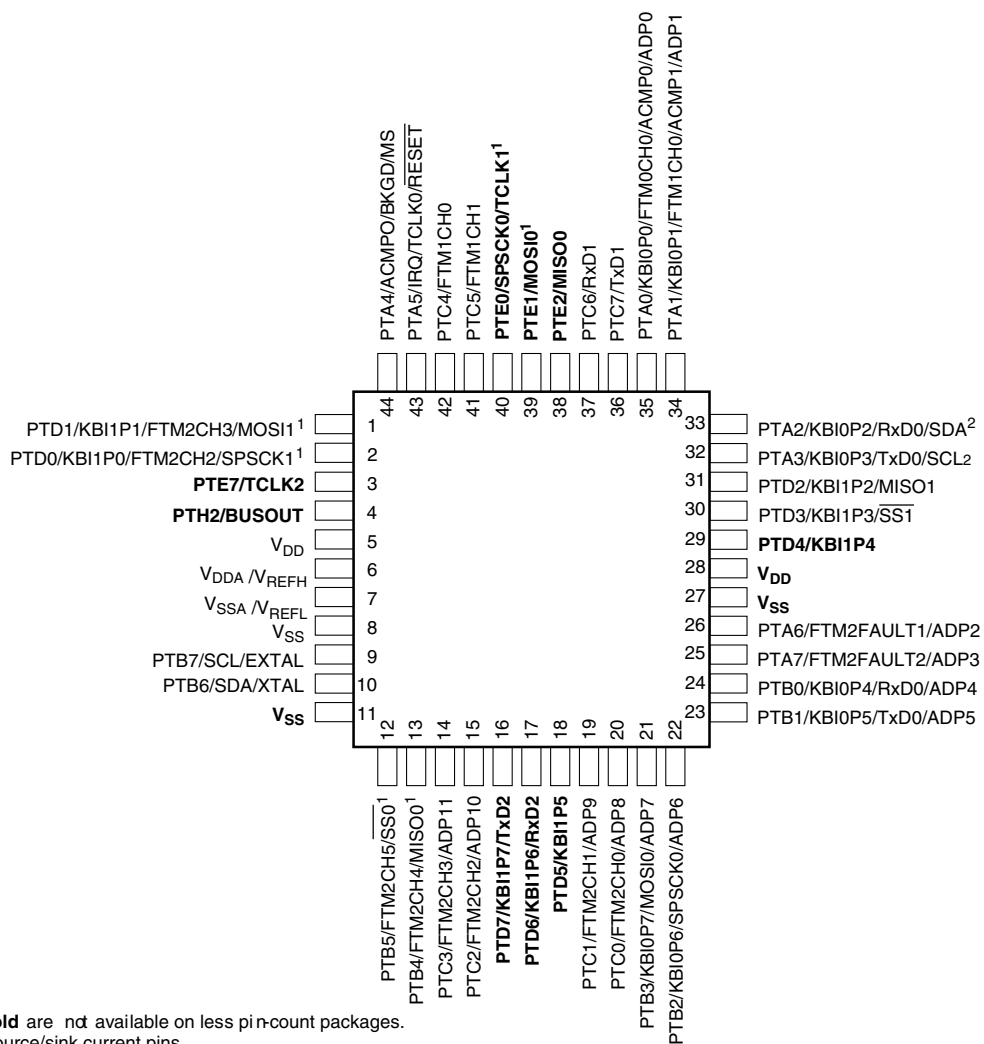 PTA4/ACMPO/BKGD/MS
PTA5/IRQ/TCLK0/RESET
PTC4/FTM1CH0
PTC5/FTM1CH1
PTE0/SPSCK0/TCLK1¹
PTE1/MOSI0¹
PTE2/MISO0
PTC6/RxD1
PTC7/TxD1
PTA0/KBI0P0/FTM0CH0/ACMP0/ADP0
PTA1/KBI0P1/FTM1CH0/ACMP1/ADP1
44
43
42
41
40
39
38
37
36
35
34
PTD1/KBI1P1/FTM2CH3/MOSI1¹ 1
PTD0/KBI1P0/FTM2CH2/SPSCK1¹ 2
PTE7/TCLK2 3
PTH2/BUSOUT 4
VDD 5
VDDA /VREFH 6
VSSA /VREFL 7
VSS 8
PTB7/SCL/EXTAL 9
PTB6/SDA/XTAL 10
VSS 11
33 PTA2/KBI0P2/RxD0/SDA²
32 PTA3/KBI0P3/TxD0/SCL2
31 PTD2/KBI1P2/MISO1
30 PTD3/KBI1P3/SS1
29 PTD4/KBI1P4
28 VDD
27 VSS
26 PTA6/FTM2FAULT1/ADP2
25 PTA7/FTM2FAULT2/ADP3
24 PTB0/KBI0P4/RxD0/ADP4
23 PTB1/KBI0P5/TxD0/ADP5
12
13
14
15
16
17
18
19
20
21
22
PTB5/FTM2CH5/SS0¹
PTB4/FTM2CH4/MISO0¹
PTC3/FTM2CH3/ADP11
PTC2/FTM2CH2/ADP10
PTD7/KBI1P7/TxD2
PTD6/KBI1P6/RxD2
PTD5/KBI1P5
PTC1/FTM2CH1/ADP9
PTC0/FTM2CH0/ADP8
PTB3/KBI0P7/MOSI0/ADP7
PTB2/KBI0P6/SPSCK0/ADP6
old are not available on less pin-count packages.
ource/sink current pins